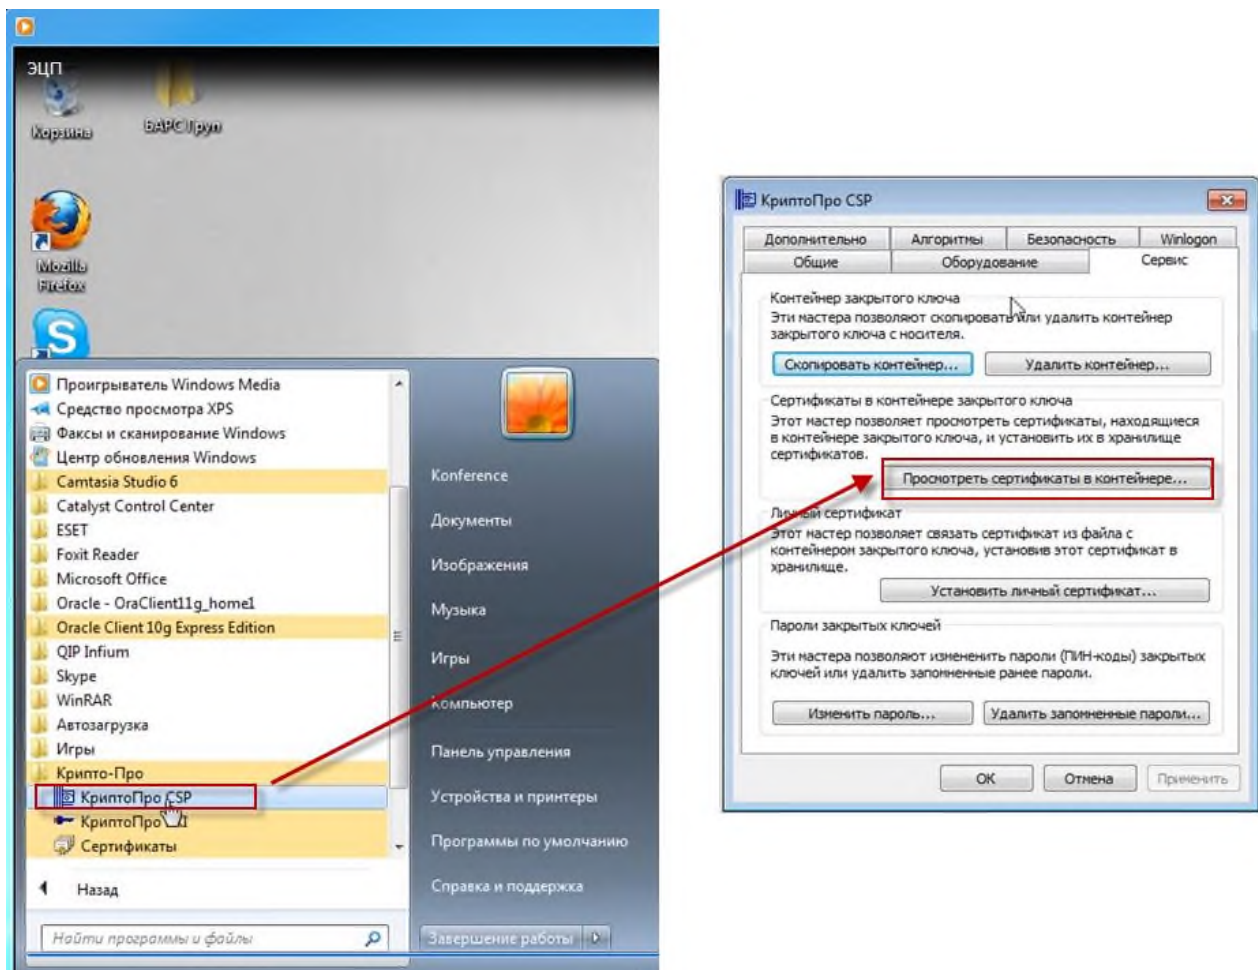 ЭЦП
Корзина
БАРС Груп
Mozilla
Firefox
Проигрыватель Windows Media
Средство просмотра XPS
Факсы и сканирование Windows
Центр обновления Windows
Camtasia Studio 6
Catalyst Control Center
ESET
Foxit Reader
Microsoft Office
Oracle - OraClient11g_home1
Oracle Client 10g Express Edition
QIP Infium
Skype
WinRAR
Автозагрузка
Игры
Крипто-Про
КриптоПро CSP
КриптоПро
Сертификаты
Назад
Найти программы и файлы
Konference
Документы
Изображения
Музыка
Игры
Компьютер
Панель управления
Устройства и принтеры
Программы по умолчанию
Справка и поддержка
Завершение работы
КриптоПро CSP
Дополнительно Алгоритмы Безопасность Winlogon
Общие Оборудование Сервис
Контейнер закрытого ключа
Эти мастера позволяют скопировать или удалить контейнер
закрытого ключа с носителя.
Скопировать контейнер... Удалить контейнер...
Сертификаты в контейнере закрытого ключа
Этот мастер позволяет просмотреть сертификаты, находящиеся
в контейнере закрытого ключа, и установить их в хранилище
сертификатов.
Просмотреть сертификаты в контейнере...
Личный сертификат
Этот мастер позволяет связать сертификат из файла с
контейнером закрытого ключа, установив этот сертификат в
хранилище.
Установить личный сертификат...
Пароли закрытых ключей
Эти мастера позволяют измененить пароли (ПИН-коды) закрытых
ключей или удалить запомненные ранее пароли.
Изменить пароль... Удалить запомненные пароли...
ОК Отмена Применить